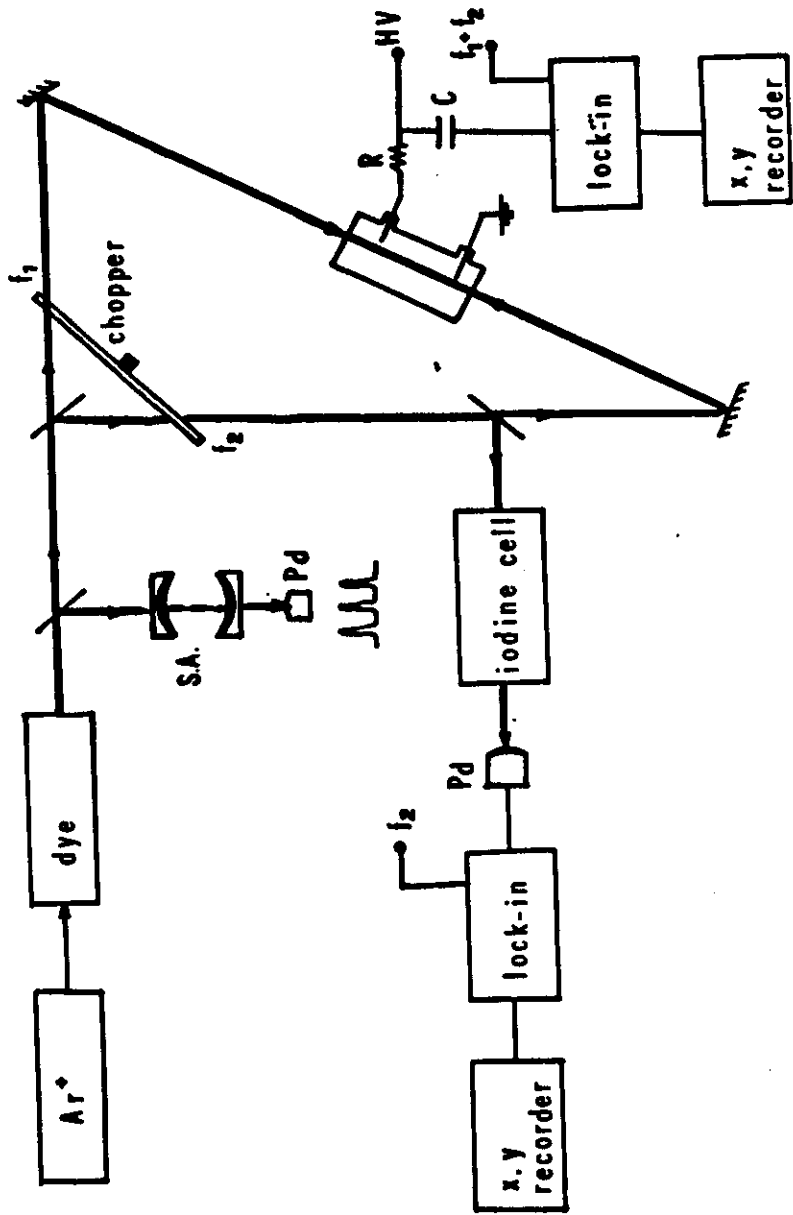 Ar+
dye
S.A.
Pd
f1
chopper
f2
R
HV
C
f1+f2
lock-in
x,y
recorder
iodine cell
Pd
f2
lock-in
x.y
recorder